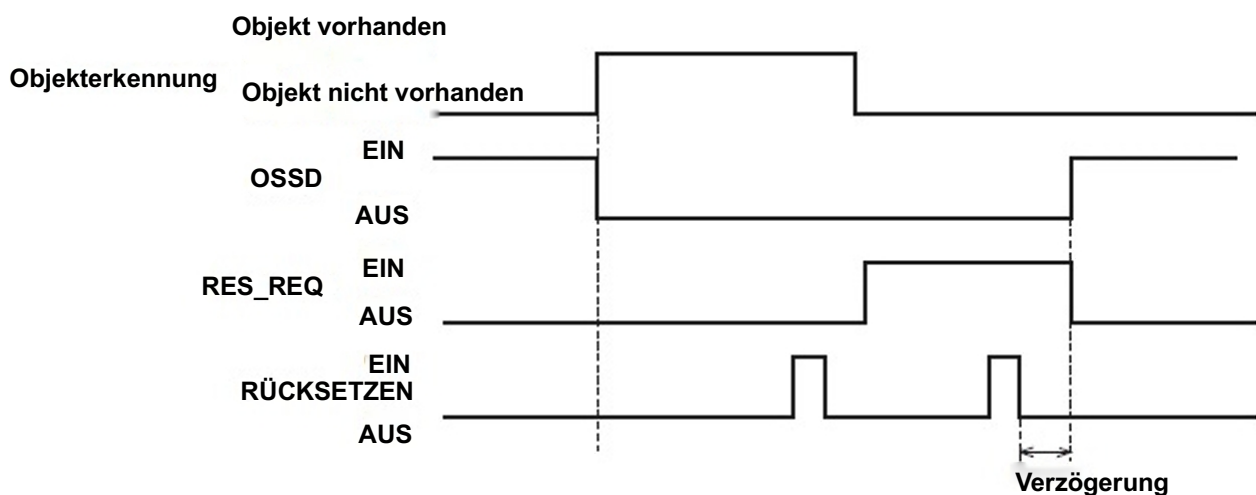 Objekt vorhanden
Objekterkennung
Objekt nicht vorhanden
EIN
OSSD
AUS
EIN
RES_REQ
AUS
EIN
RÜCKSETZEN
AUS
Verzögerung